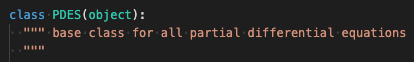 class PDES(object):
""" base class for all partial differential equations
"""